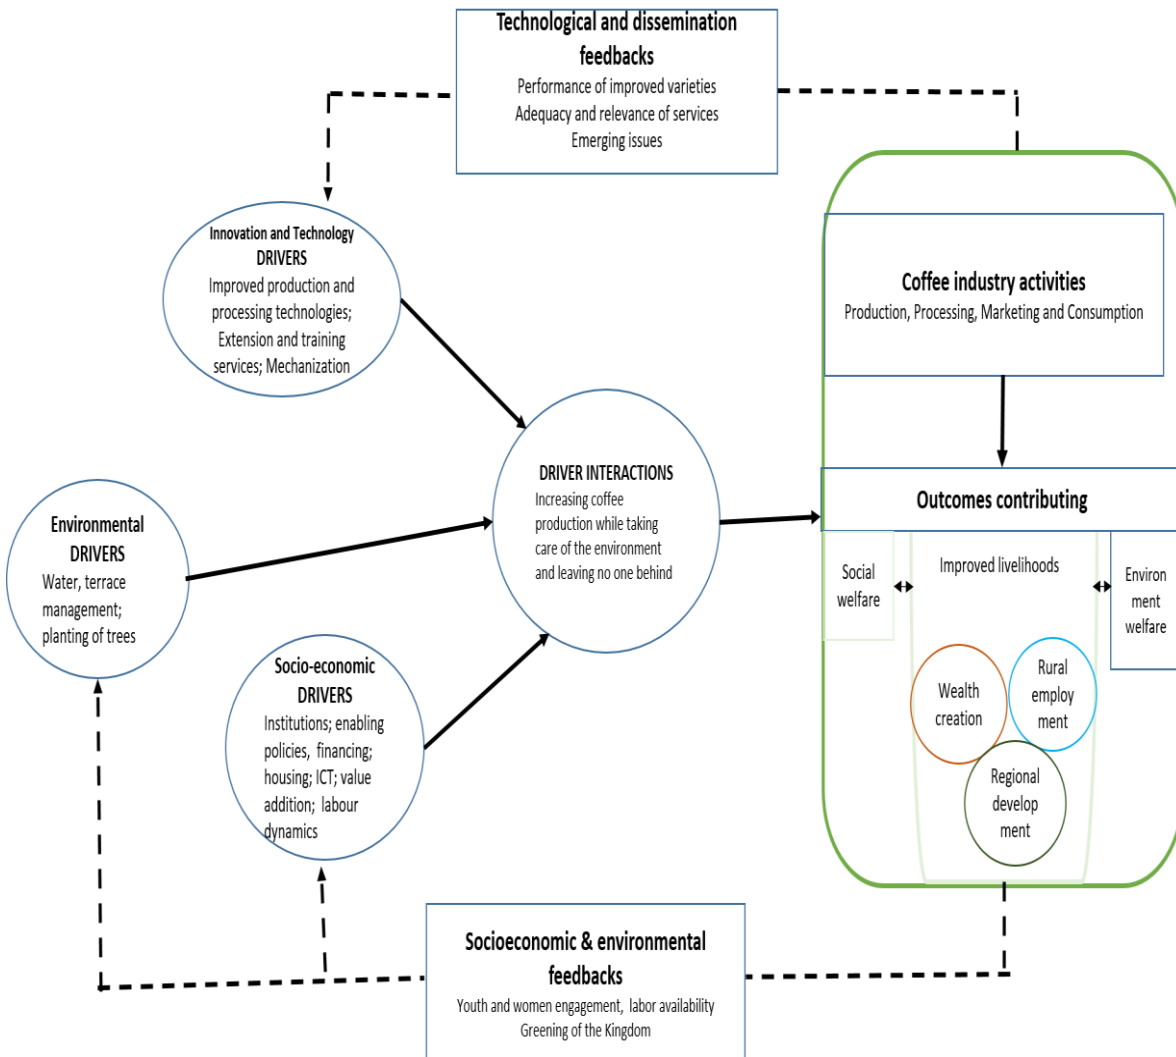 Technological and dissemination
feedbacks
Performance of improved varieties
Adequacy and relevance of services
Emerging issues
Innovation and Technology
DRIVERS
Improved production and
processing technologies;
Extension and training
services; Mechanization
Coffee industry activities
Production, Processing, Marketing and Consumption
DRIVER INTERACTIONS
Increasing coffee
production while taking
care of the environment
and leaving no one behind
Environmental
DRIVERS
Water, terrace
management;
planting of trees
Socio-economic
DRIVERS
Institutions; enabling
policies, financing;
housing; ICT; value
addition; labour
dynamics
Outcomes contributing
Social
welfare
Improved livelihoods
Environ
ment
welfare
Wealth
creation
Rural
employ
ment
Regional
develop
ment
Socioeconomic & environmental
feedbacks
Youth and women engagement, labor availability
Greening of the Kingdom